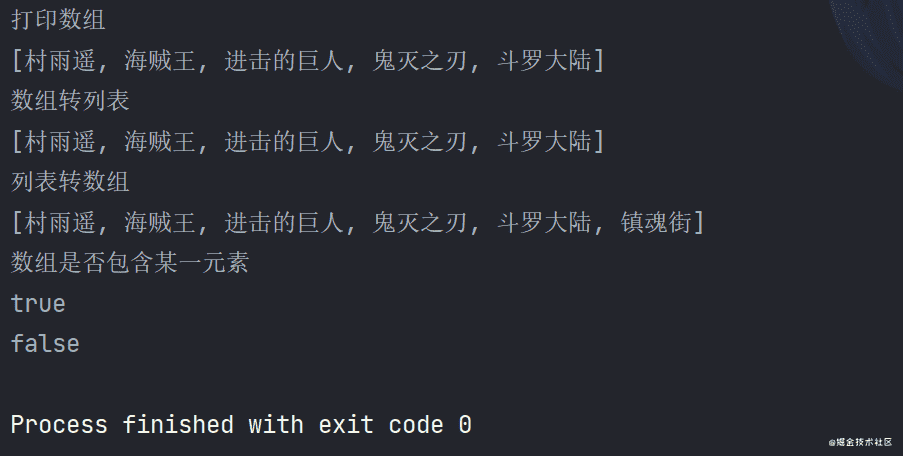 打印数组
[村雨遥, 海贼王, 进击的巨人, 鬼灭之刃, 斗罗大陆]
数组转列表
[村雨遥, 海贼王, 进击的巨人, 鬼灭之刃, 斗罗大陆]
列表转数组
[村雨遥, 海贼王, 进击的巨人, 鬼灭之刃, 斗罗大陆, 镇魂街]
数组是否包含某一元素
true
false
Process finished with exit code 0
@掘金技术社区